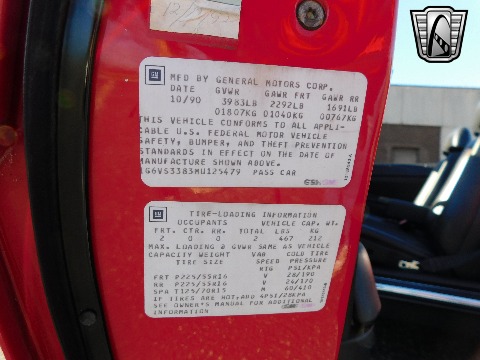 GM
MFD BY GENERAL MOTORS CORP.
DATE GVWR GAWR FRT GAWR RR
10/90 3983LB 2292LB 1691LB
01807KG 01040KG 00767KG
THIS VEHICLE CONFORMS TO ALL APPLI-
CABLE U.S. FEDERAL MOTOR VEHICLE
SAFETY, BUMPER, AND THEFT PREVENTION
STANDARDS IN EFFECT ON THE DATE OF
MANUFACTURE SHOWN ABOVE.
1G6VS3383MU125479 PASS CAR
GM
TIRE-LOADING INFORMATION
OCCUPANTS VEHICLE CAP. WT.
FRT. CTR. RR. TOTAL LBS KG
2 0 0 2 467 212
MAX. LOADING @ GVWR SAME AS VEHICLE
CAPACITY WEIGHT COLD TIRE
TIRE SIZE SPEED PRESSURE
RTG PSI/KPA
FRT P225/55R16 V 28/190
RR P225/55R16 V 24/170
SPA T125/70R15 M 60/410
IF TIRES ARE HOT, ADD 4PSI/28KPA
SEE OWNER'S MANUAL FOR ADDITIONAL
INFORMATION